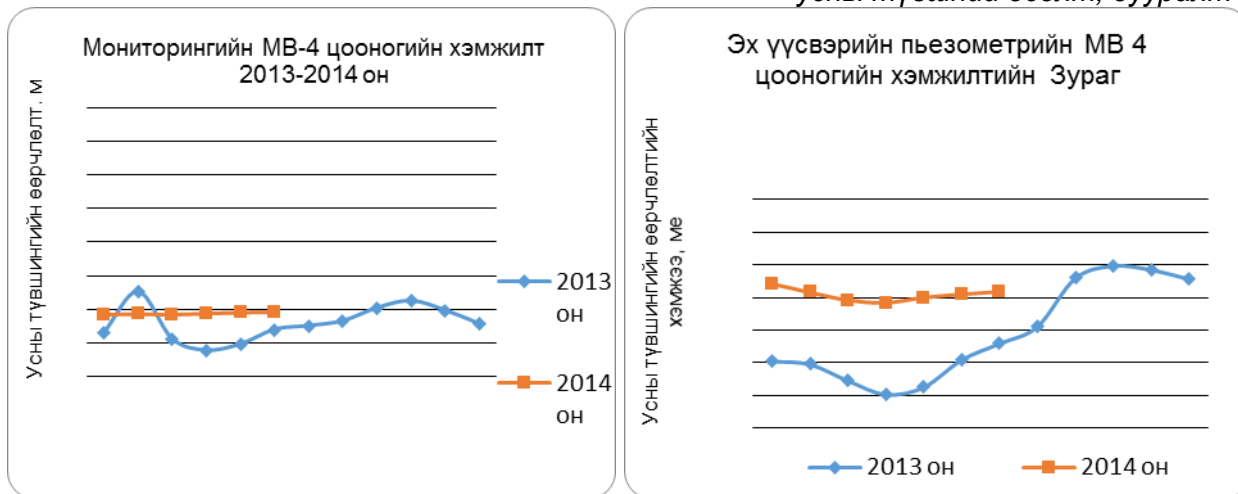 Мониторингийн МВ-4 цооногийн хэмжилт
2013-2014 он
Усны түвшингийн өөрчлөлт. м
2013
он
2014
он
Эх үүсвэрийн пьезометрийн МВ 4
цооногийн хэмжилтийн Зураг
Усны түвшингийн өөрчлөлтийн
хэмжээ, ме
2013 он
2014 он